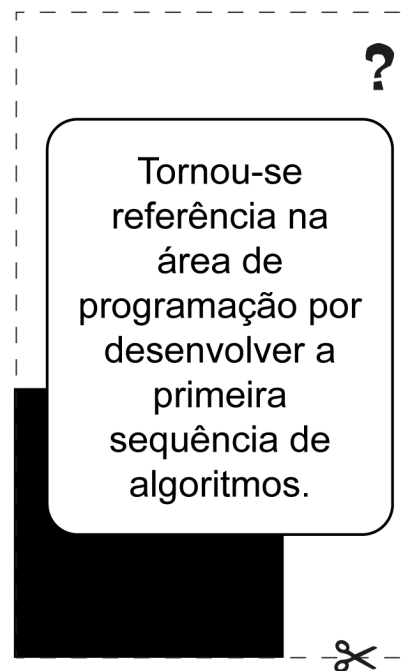 ?
Tornou-se
referência na
área de
programação por
desenvolver a
primeira
sequência de
algoritmos.